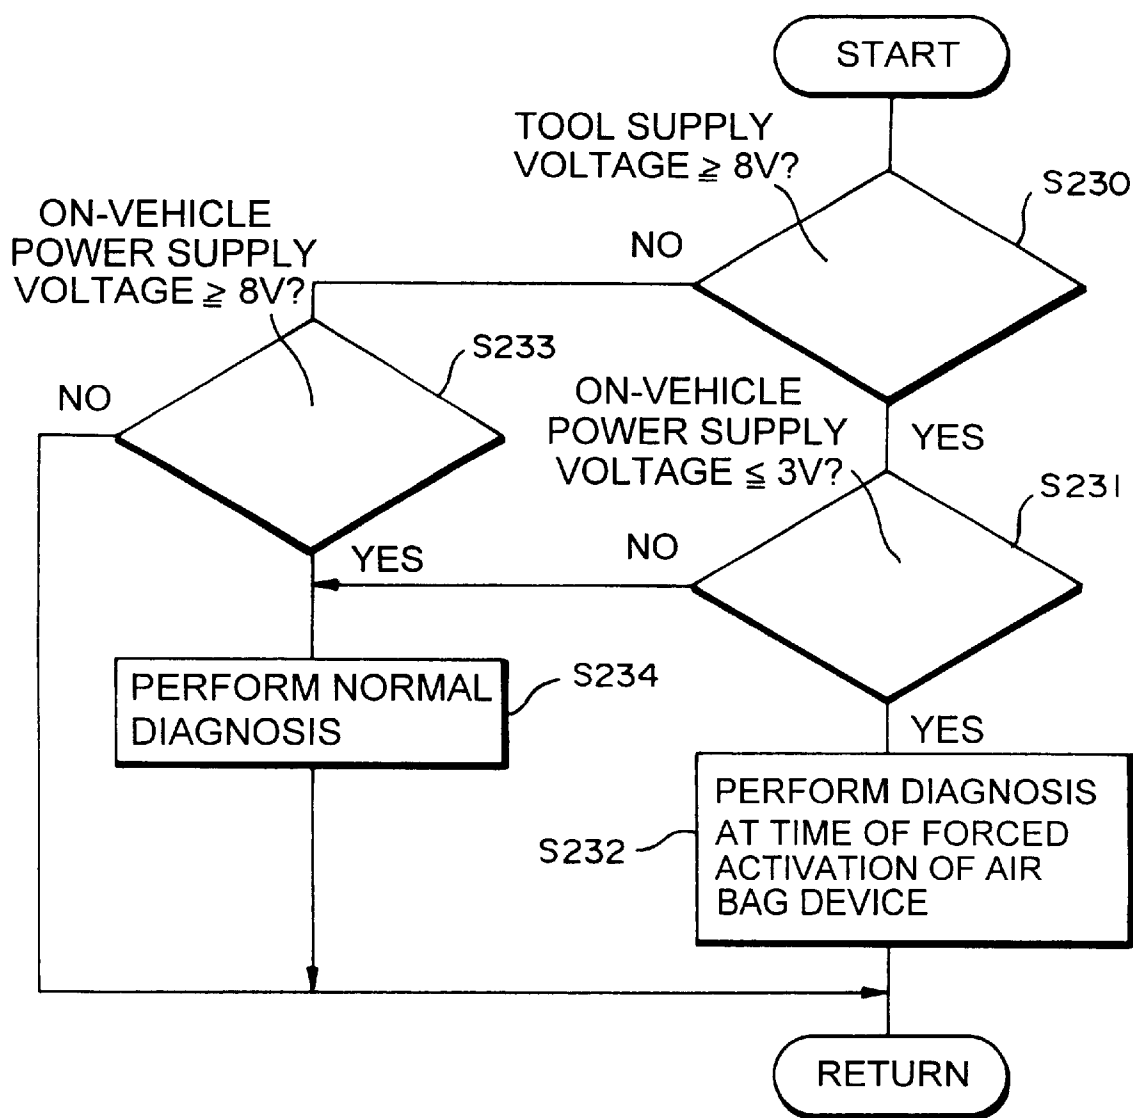 START
TOOL SUPPLY
VOLTAGE ≧ 8V?
S230
ON-VEHICLE
POWER SUPPLY
VOLTAGE ≧ 8V?
NO
S233
NO
ON-VEHICLE
POWER SUPPLY
VOLTAGE ≦ 3V?
YES
S231
YES
NO
PERFORM NORMAL
DIAGNOSIS
S234
YES
PERFORM DIAGNOSIS
AT TIME OF FORCED
ACTIVATION OF AIR
BAG DEVICE
S232
RETURN